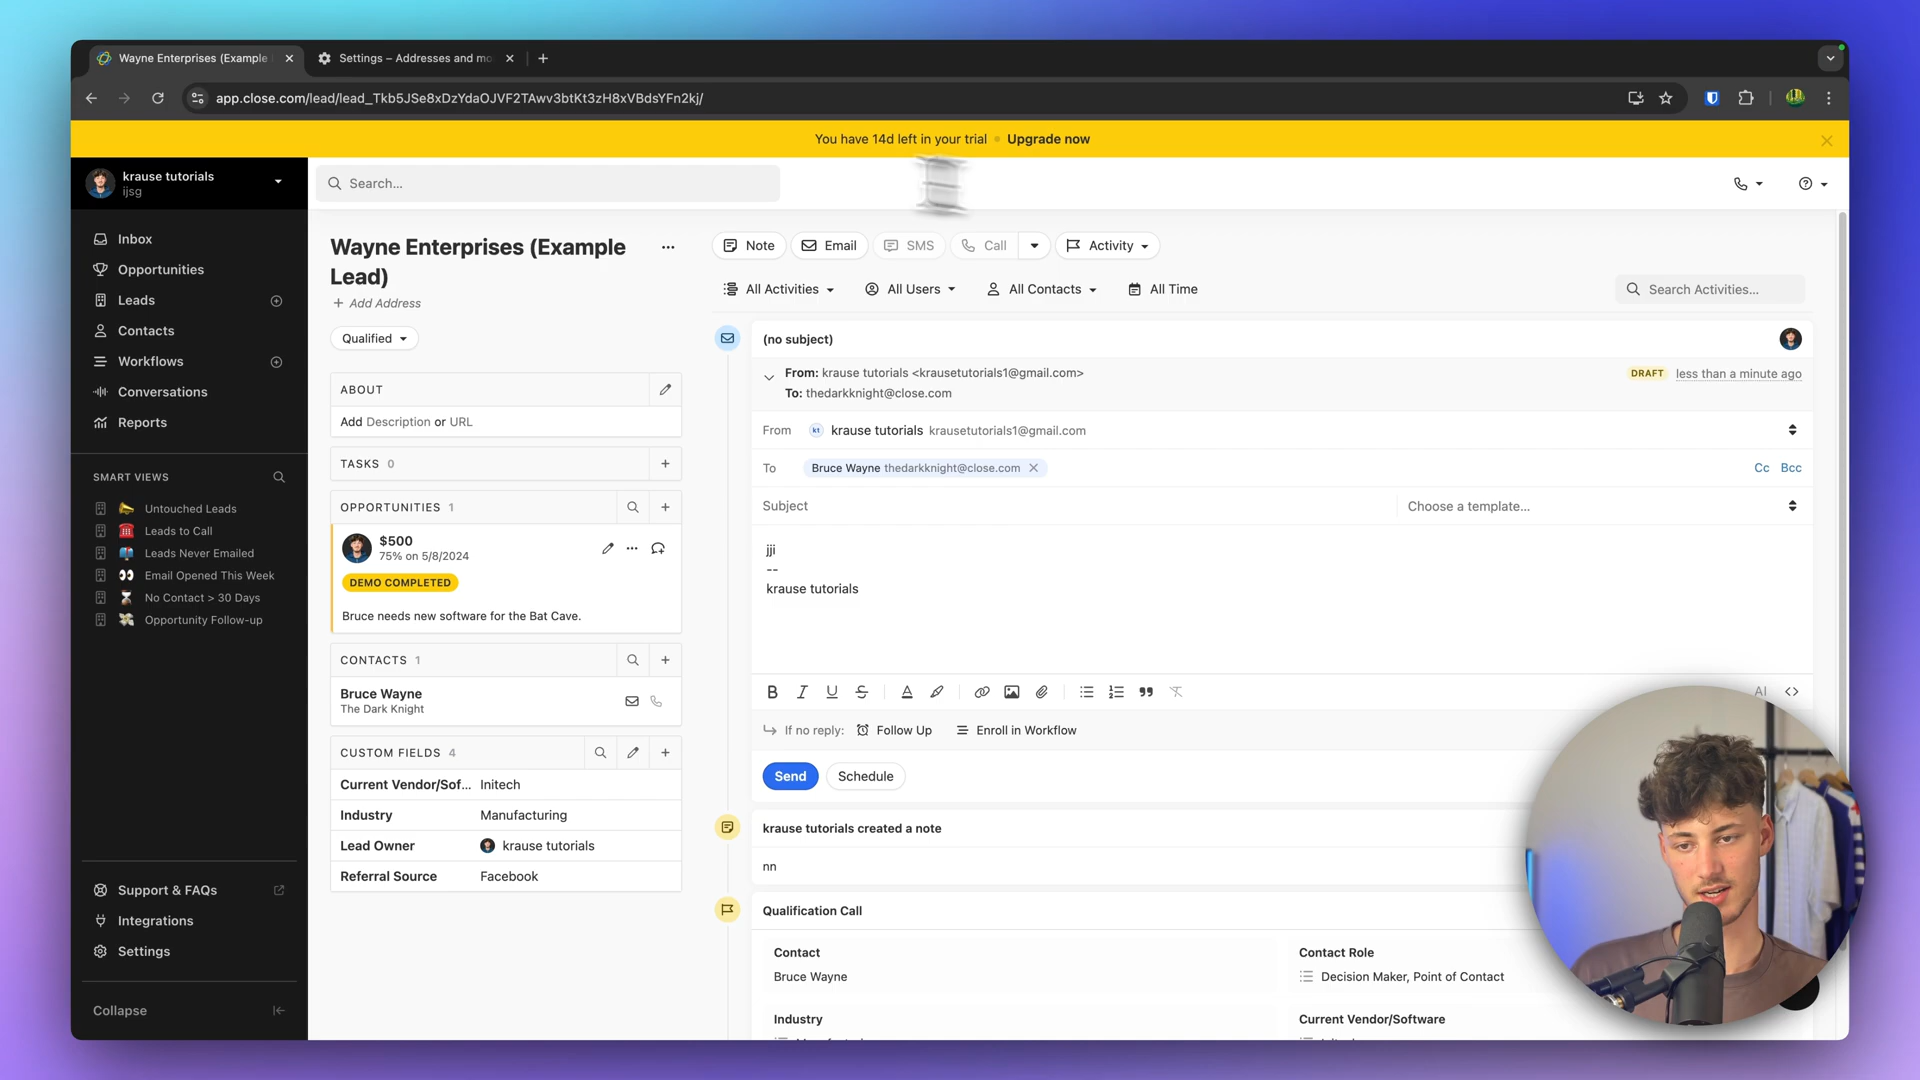 Wayne Enterprises (Example
Settings – Addresses and mo
app.close.com/lead/lead_Tkb5JSe8xDzYdaOJVF2TAwv3btKt3zH8xVBdsYFn2kj/
You have 14d left in your trial • Upgrade now
krause tutorials
ijsg
Search...
Inbox
Opportunities
Leads
Contacts
Workflows
Conversations
Reports
SMART VIEWS
Untouched Leads
Leads to Call
Leads Never Emailed
Email Opened This Week
No Contact > 30 Days
Opportunity Follow-up
Support & FAQs
Integrations
Settings
Collapse
Wayne Enterprises (Example
Lead)
Add Address
Qualified
ABOUT
Add Description or URL
TASKS 0
OPPORTUNITIES 1
$500
75% on 5/8/2024
DEMO COMPLETED
Bruce needs new software for the Bat Cave.
CONTACTS 1
Bruce Wayne
The Dark Knight
CUSTOM FIELDS 4
Current Vendor/Sof... Initech
Industry Manufacturing
Lead Owner krause tutorials
Referral Source Facebook
Note Email SMS Call Activity
All Activities All Users All Contacts All Time Search Activities...
(no subject)
From: krause tutorials <krausetutorials1@gmail.com>
DRAFT less than a minute ago
To: thedarkknight@close.com
From kt krause tutorials krausetutorials1@gmail.com
To Bruce Wayne thedarkknight@close.com Cc Bcc
Subject Choose a template...
jji
--
krause tutorials
AI
If no reply: Follow Up Enroll in Workflow
Send Schedule
krause tutorials created a note
nn
Qualification Call
Contact Contact Role
Bruce Wayne Decision Maker, Point of Contact
Industry Current Vendor/Software